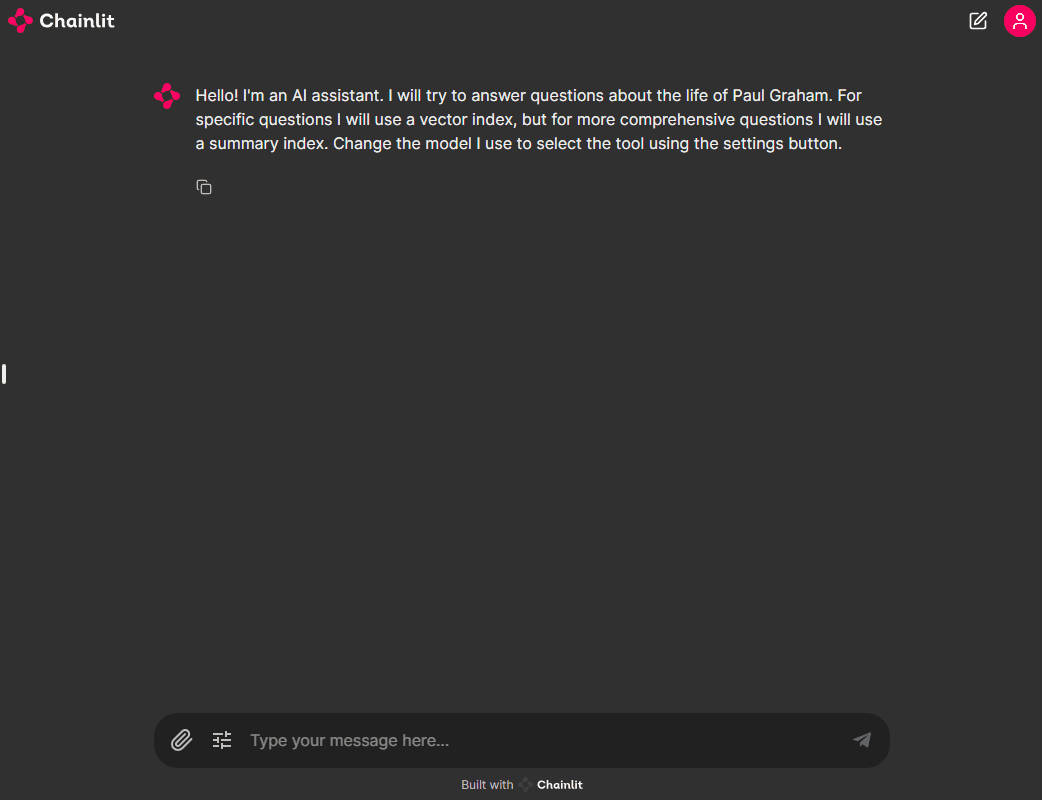 Chainlit
Hello! I'm an AI assistant. I will try to answer questions about the life of Paul Graham. For
specific questions I will use a vector index, but for more comprehensive questions I will use
a summary index. Change the model I use to select the tool using the settings button.
Type your message here...
Built with Chainlit